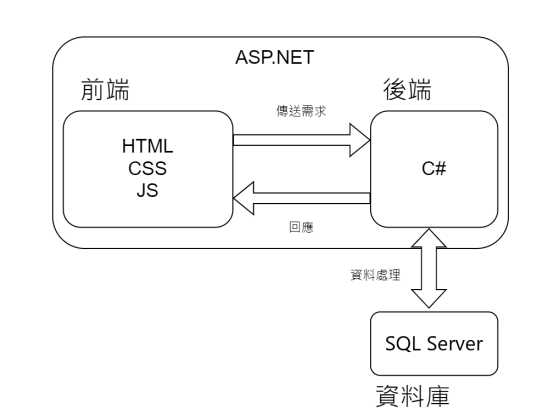 ASP.NET
前端
後端
傳送需求
HTML
CSS
JS
C#
回應
資料處理
SQL Server
資料庫